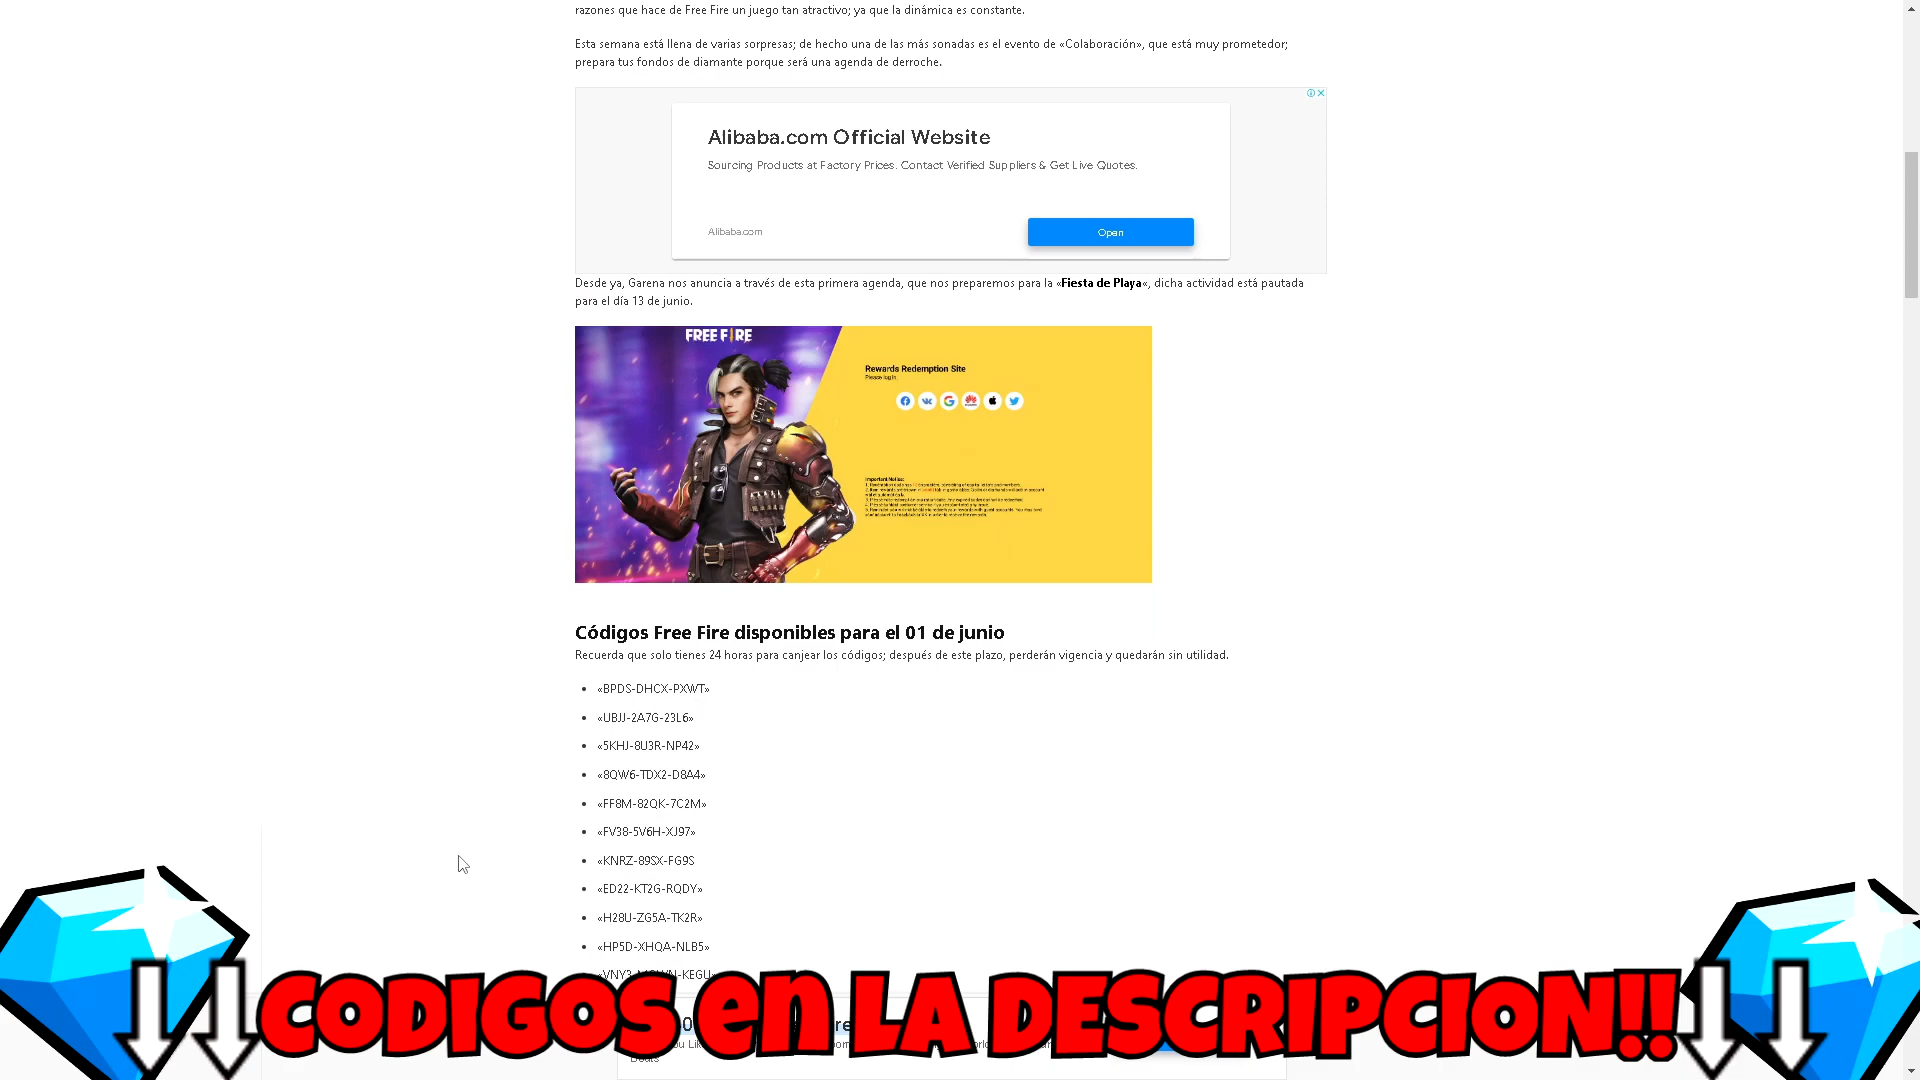 razones que hace de Free Fire un juego tan atractivo; ya que la dinámica es constante.
Esta semana está llena de varias sorpresas; de hecho una de las más sonadas es el evento de «Colaboración», que está muy prometedor;
prepara tus fondos de diamante porque será una agenda de derroche.
Alibaba.com Official Website
Sourcing Products at Factory Prices. Contact Verified Suppliers & Get Live Quotes.
Alibaba.com
Open
Desde ya, Garena nos anuncia a través de esta primera agenda, que nos preparemos para la «Fiesta de Playa«, dicha actividad está pautada
para el día 13 de junio.
FREE FIRE
Rewards Redemption Site
Please log in
Important Notice:
Códigos Free Fire disponibles para el 01 de junio
Recuerda que solo tienes 24 horas para canjear los códigos; después de este plazo, perderán vigencia y quedarán sin utilidad.
«BPDS-DHCX-PXWT»
«UBJJ-2A7G-23L6»
«5KHJ-8U3R-NP42»
«8QW6-TDX2-D8A4»
«FF8M-82QK-7C2M»
«FV38-5V6H-XJ97»
«KNRZ-89SX-FG9S
«ED22-KT2G-RQDY»
«H28U-ZG5A-TK2R»
«HP5D-XHQA-NLB5»
CODIGOS en LA DESCRIPCION!!